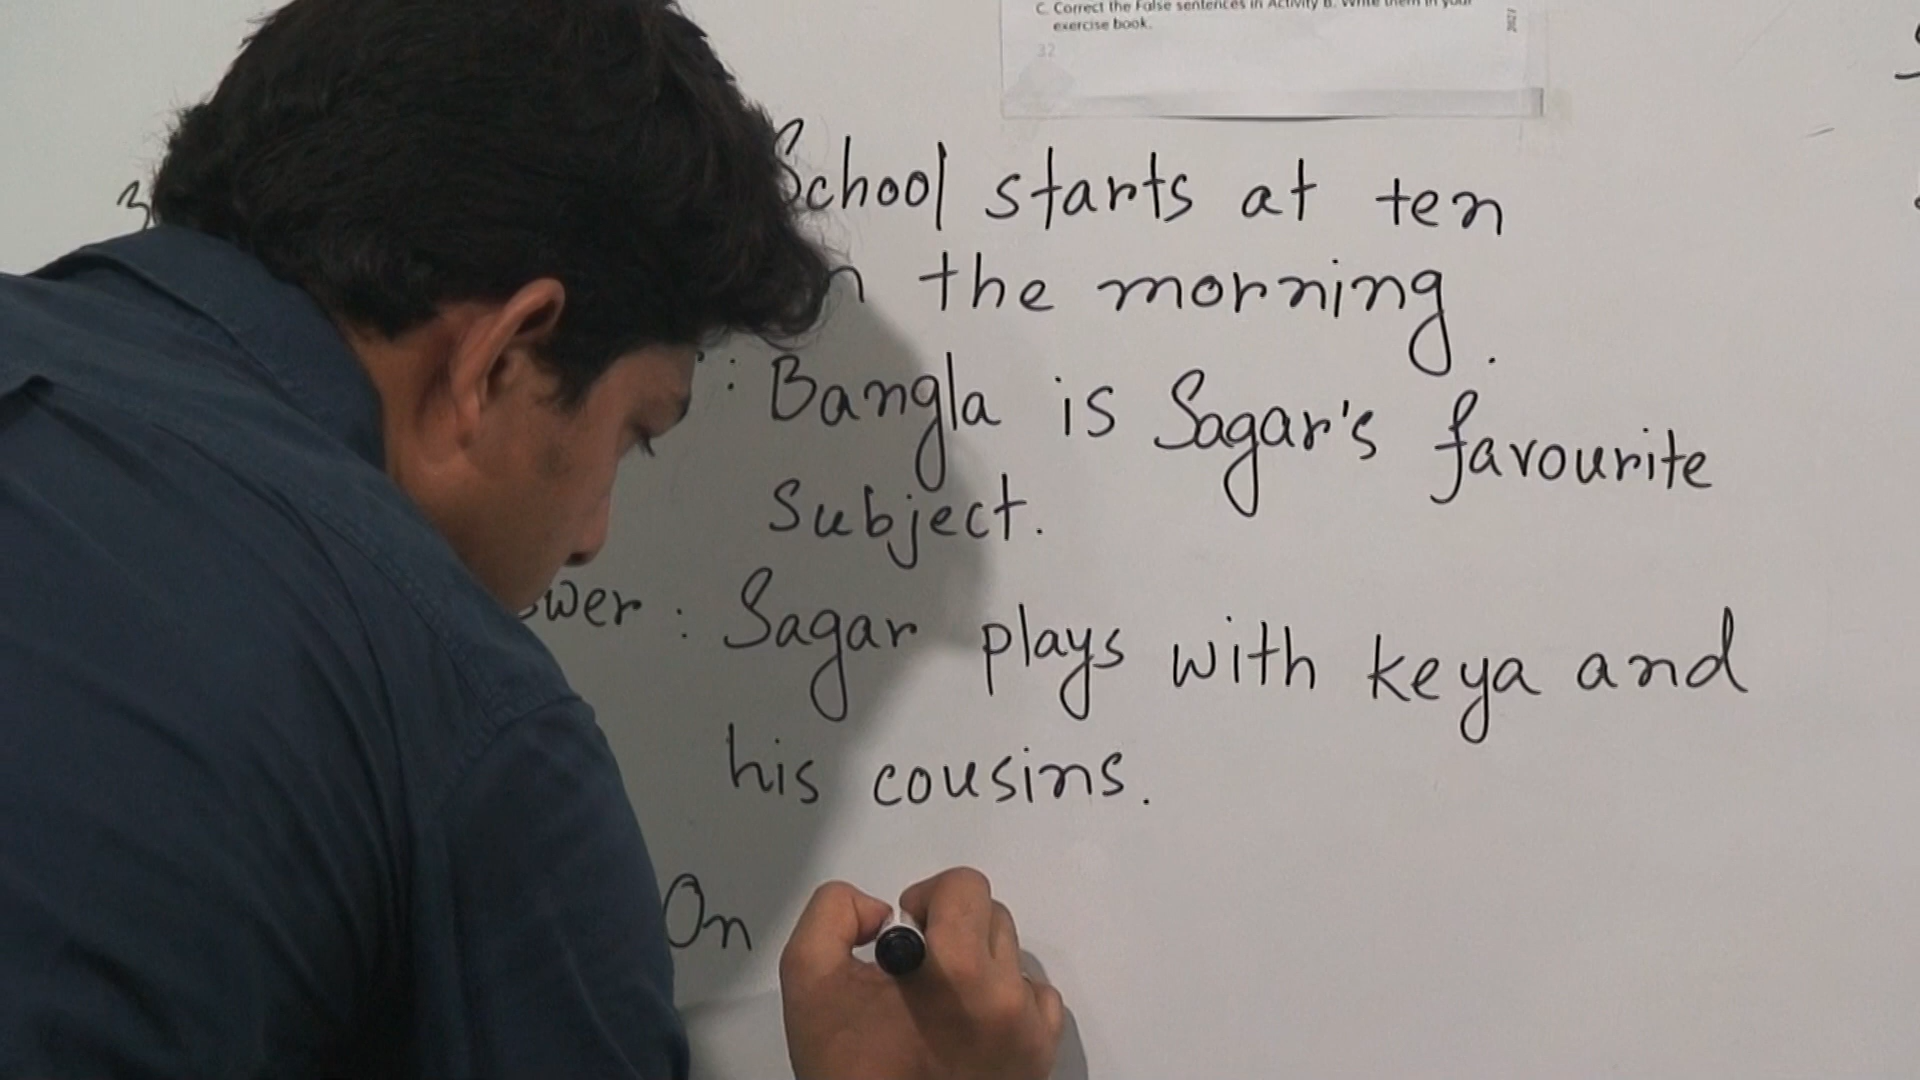 C. Correct the False sentences in Activity B. Write them in your
exercise book.
32
3
School starts at ten
the morning.
: Bangla is Sagar's favourite
subject.
: Sagar plays with keya and
his cousins.
On